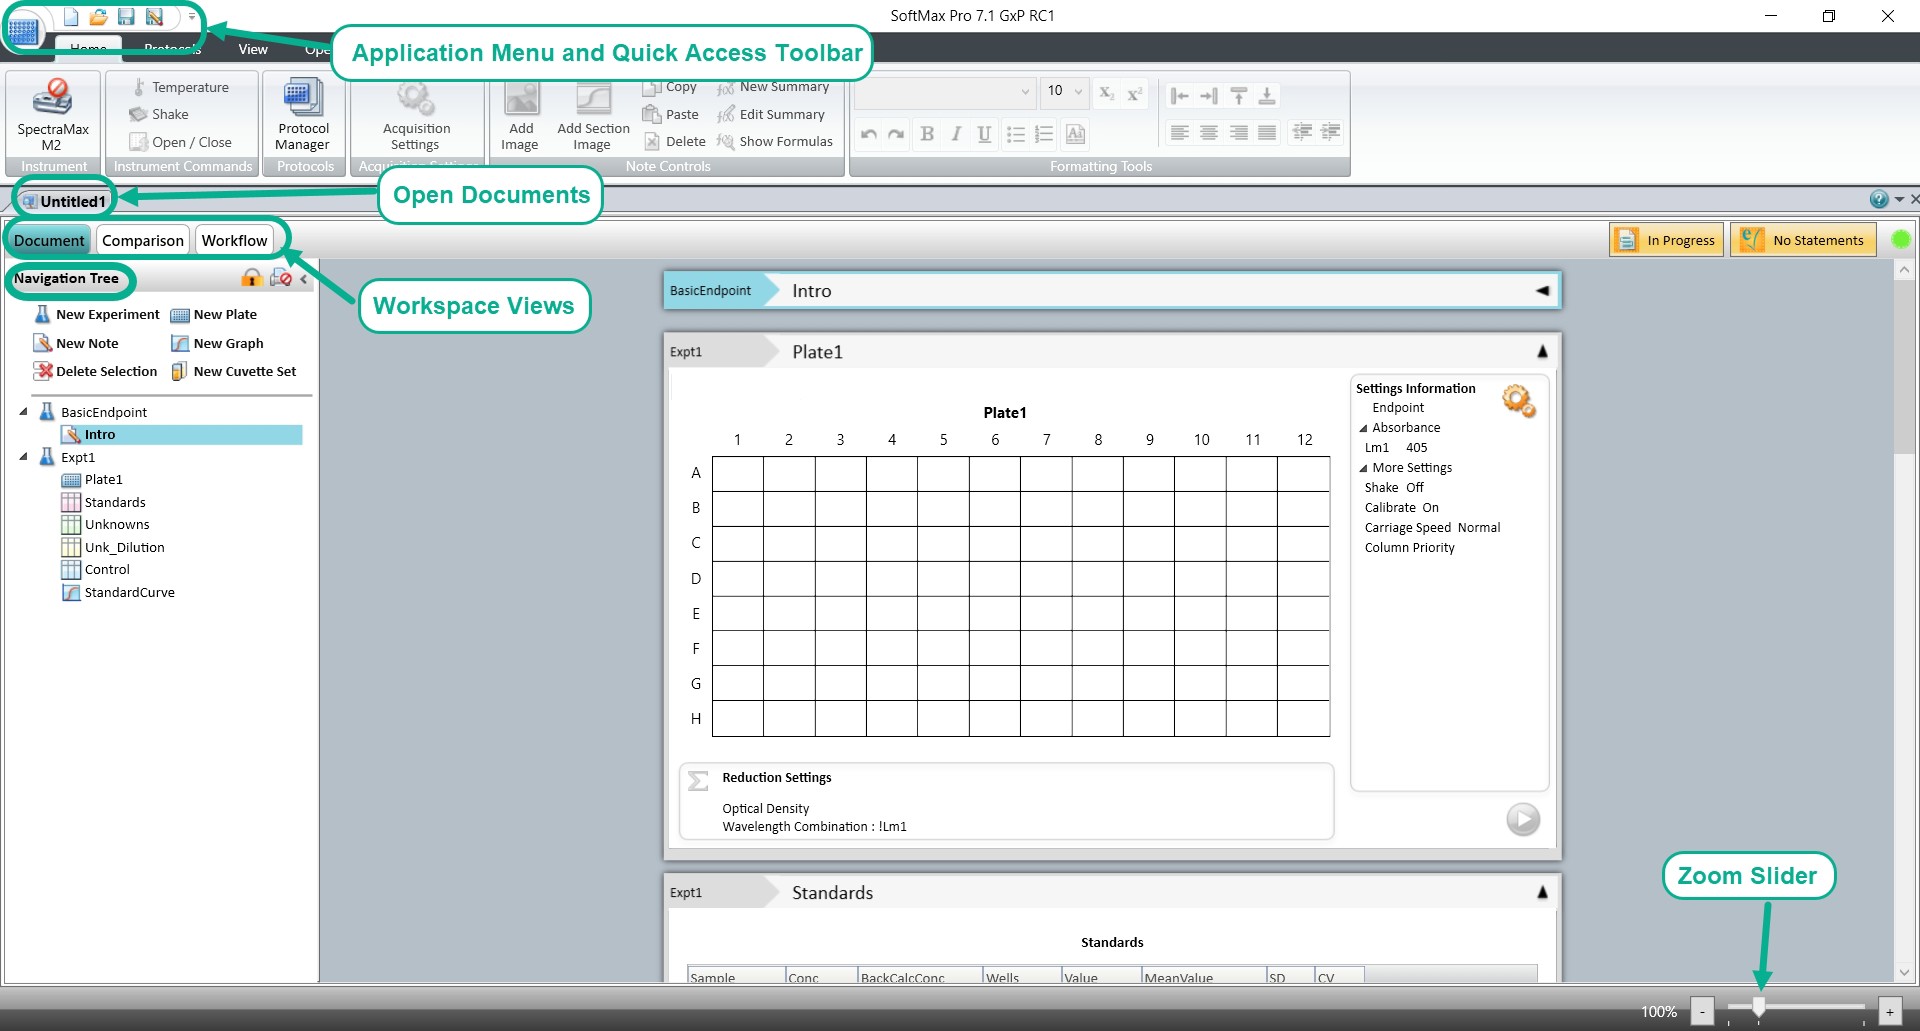 SoftMax Pro 7.1 GxP RC1
Home Protocols View Ope
Application Menu and Quick Access Toolbar
SpectraMax
M2
Instrument
Temperature
Shake
Open / Close
Instrument Commands
Protocol
Manager
Protocols
Acquisition
Settings
Acquisition Settings
Add
Image
Add Section
Image
Copy
Paste
Delete
New Summary
Edit Summary
Show Formulas
Note Controls
10
X₂ X²
B I U
Formatting Tools
Untitled1
Open Documents
Document Comparison Workflow
In Progress No Statements
Workspace Views
Navigation Tree
New Experiment New Plate
New Note New Graph
Delete Selection New Cuvette Set
BasicEndpoint
Intro
Expt1
Plate1
Standards
Unknowns
Unk_Dilution
Control
StandardCurve
BasicEndpoint Intro
Expt1 Plate1
Plate1
1 2 3 4 5 6 7 8 9 10 11 12
A
B
C
D
E
F
G
H
Settings Information
Endpoint
Absorbance
Lm1 405
More Settings
Shake Off
Calibrate On
Carriage Speed Normal
Column Priority
Reduction Settings
Optical Density
Wavelength Combination : !Lm1
Expt1 Standards
Standards
Sample Conc BackCalcConc Wells Value MeanValue SD CV
Zoom Slider
100% - +